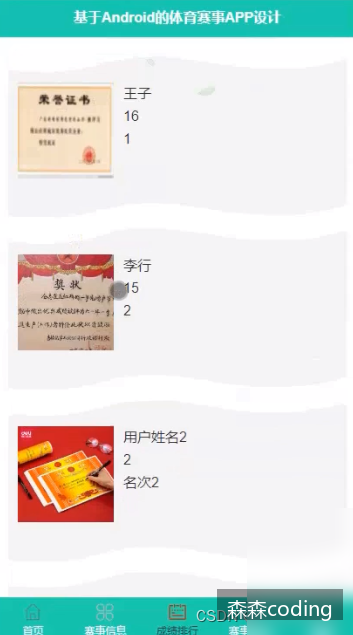 基于Android的体育赛事APP设计
荣誉证书
王子
16
1
奖状
李行
15
2
用户姓名2
2
名次2
首页
赛事信息
成绩排行
赛事
CSDN
森森coding